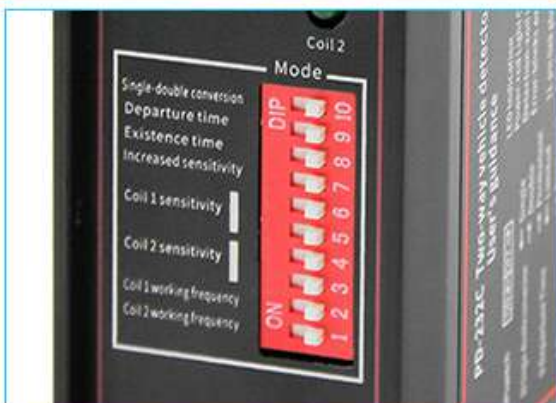 Coil 2
Mode
Single-double conversion
Departure time
Existence time
Increased sensitivity
Coil 1 sensitivity
Coil 2 sensitivity
Coil 1 working frequency
Coil 2 working frequency
DIP
ON
10
9
8
7
6
5
4
3
2
1
PD-232C Two-way vehicle detector
User's guidance